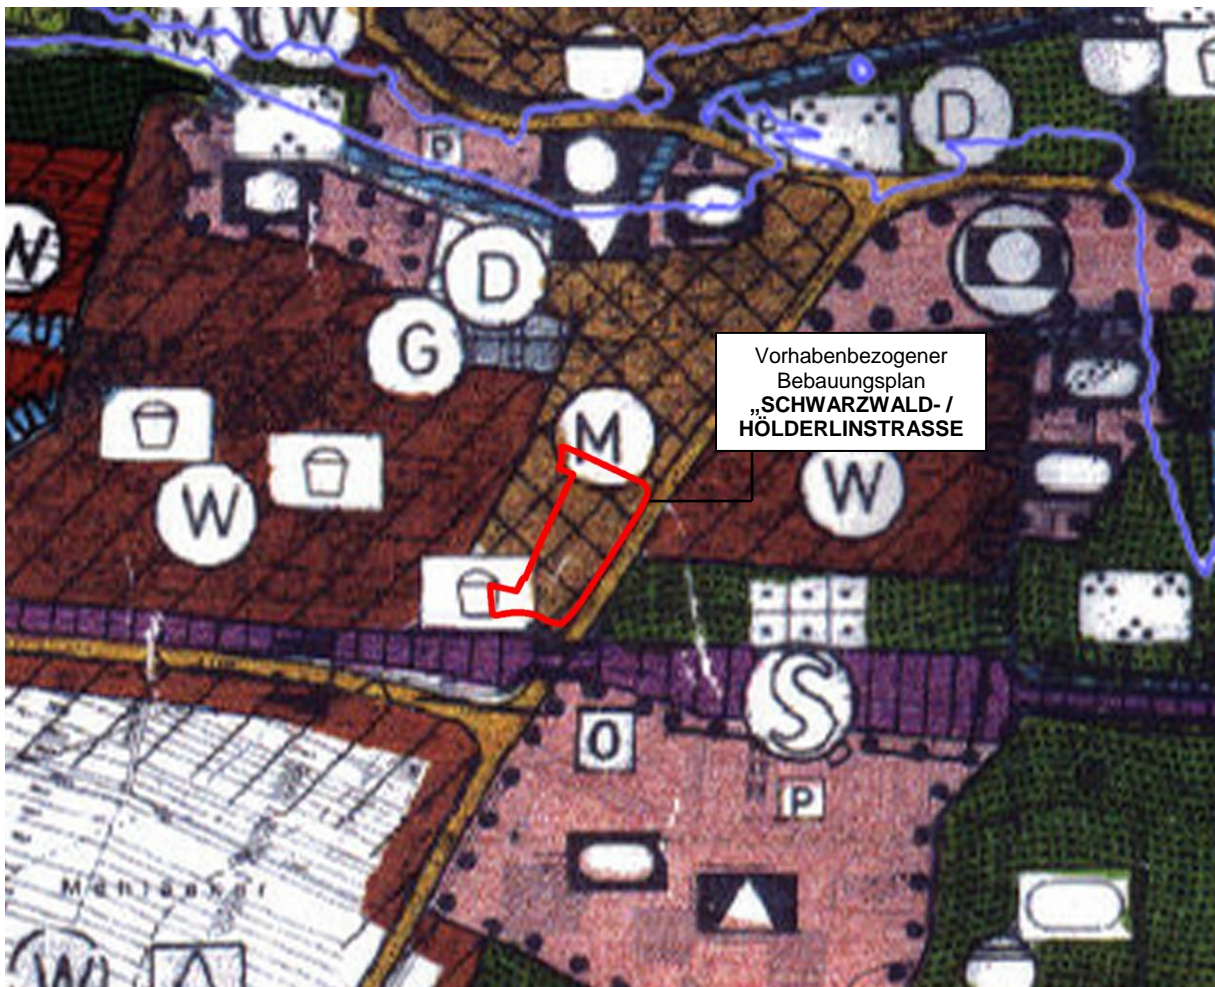 M
W
P
P
D
W
D
G
Vorhabenbezogener
Bebauungsplan
„SCHWARZWALD- /
HÖLDERLINSTRASSE
M
W
W
S
O
P
W